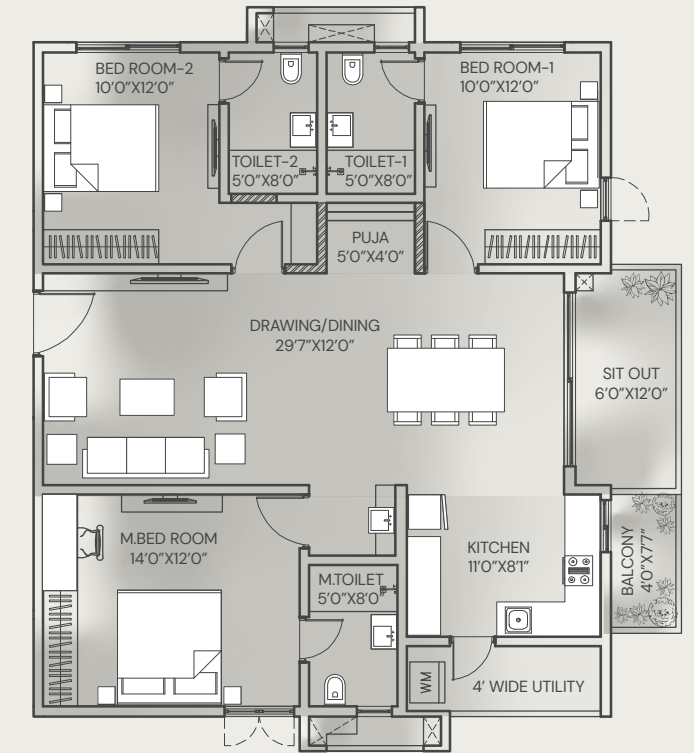 BED ROOM-2
10'0"X12'0"
BED ROOM-1
10'0"X12'0"
TOILET-2
5'0"X8'0"
TOILET-1
5'0"X8'0"
PUJA
5'0"X4'0"
DRAWING/DINING
29'7"X12'0"
SIT OUT
6'0"X12'0"
M.BED ROOM
14'0"X12'0"
KITCHEN
11'0"X8'1"
BALCONY
4'0"X7'7"
M.TOILET
5'0"X8'0"
WM
4' WIDE UTILITY